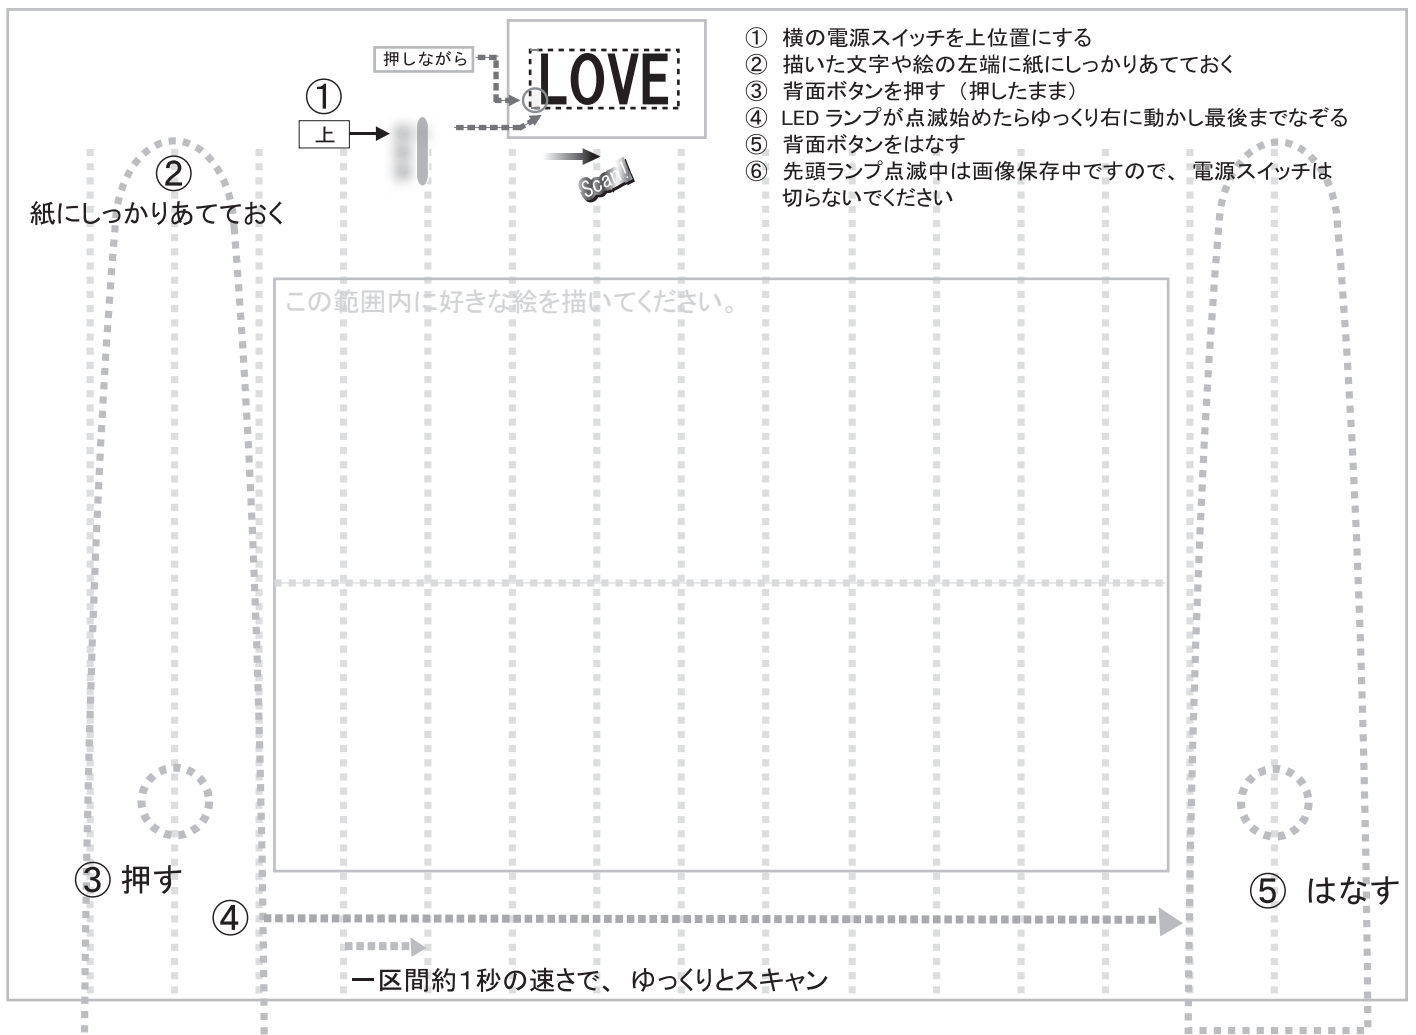 押しながら
LOVE
①
上
Scan!
① 横の電源スイッチを上位置にする
② 描いた文字や絵の左端に紙にしっかりあてておく
③ 背面ボタンを押す（押したまま）
④ LED ランプが点滅始めたらゆっくり右に動かし最後までなぞる
⑤ 背面ボタンをはなす
⑥ 先頭ランプ点滅中は画像保存中ですので、電源スイッチは
切らないでください
②
紙にしっかりあてておく
この範囲内に好きな絵を描いてください。
③ 押す
⑤ はなす
④
一区間約1秒の速さで、ゆっくりとスキャン